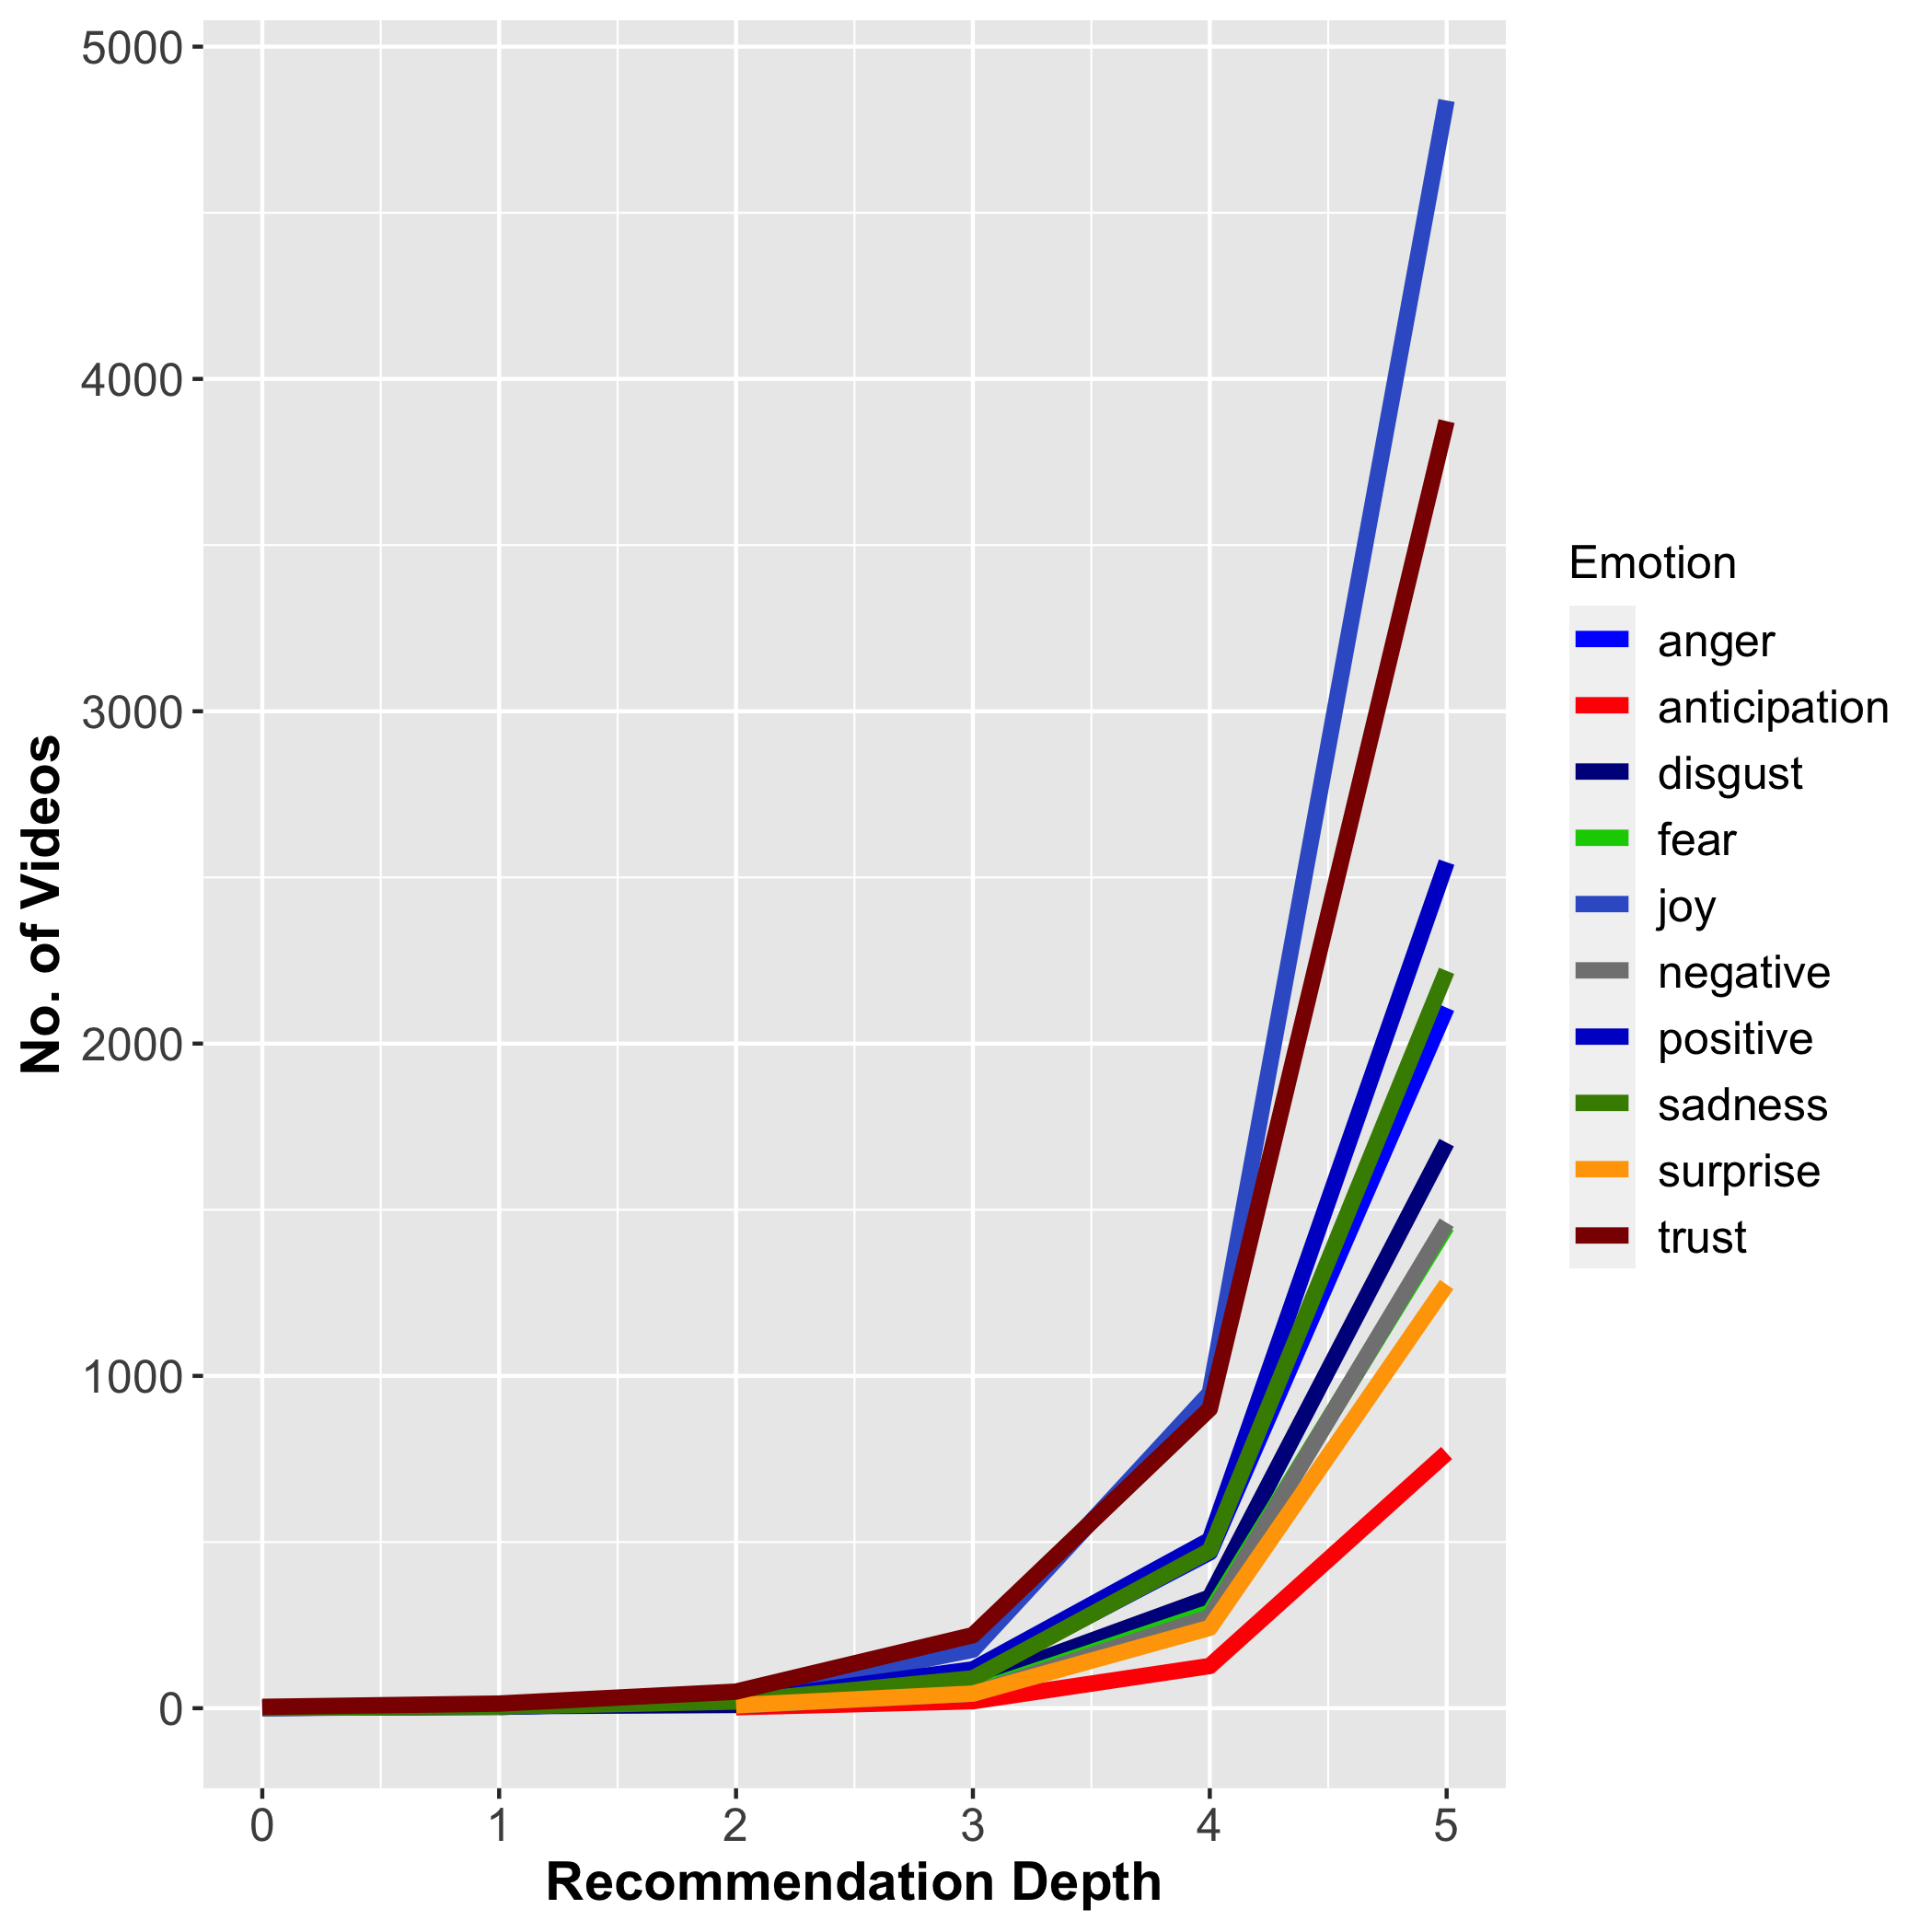 5000
4000
3000
2000
1000
0
No. of Videos
0 1 2 3 4 5
Recommendation Depth
Emotion
anger
anticipation
disgust
fear
joy
negative
positive
sadness
surprise
trust